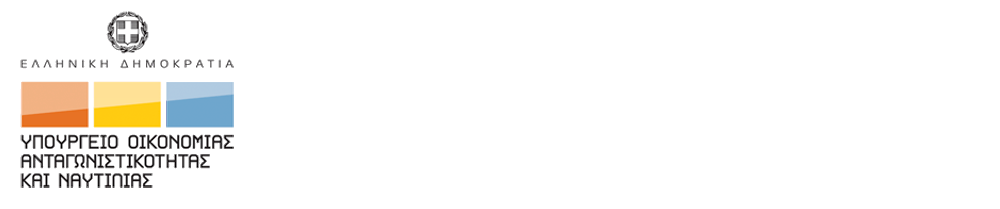 ΕΛΛΗΝΙΚΗ ΔΗΜΟΚΡΑΤΙΑ
ΥΠΟΥΡΓΕΙΟ ΟΙΚΟΝΟΜΙΑΣ
ΑΝΤΑΓΩΝΙΣΤΙΚΟΤΗΤΑΣ
ΚΑΙ ΝΑΥΤΙΛΙΑΣ